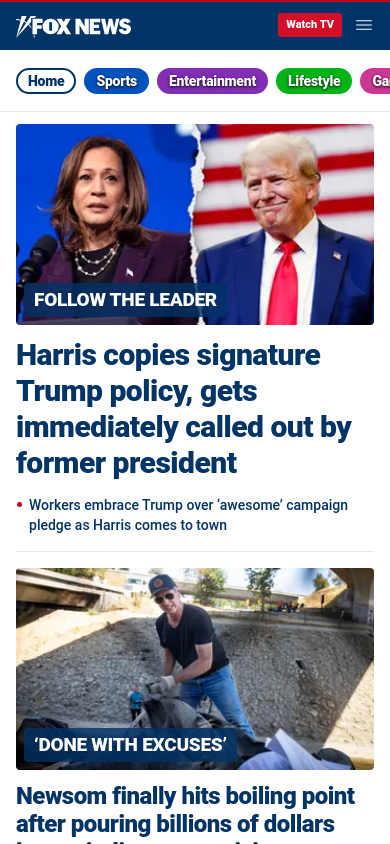 FOX NEWS
Watch TV
Home
Sports
Entertainment
Lifestyle
FOLLOW THE LEADER
Harris copies signature
Trump policy, gets
immediately called out by
former president
Workers embrace Trump over ‘awesome’ campaign
pledge as Harris comes to town
‘DONE WITH EXCUSES’
Newsom finally hits boiling point
after pouring billions of dollars